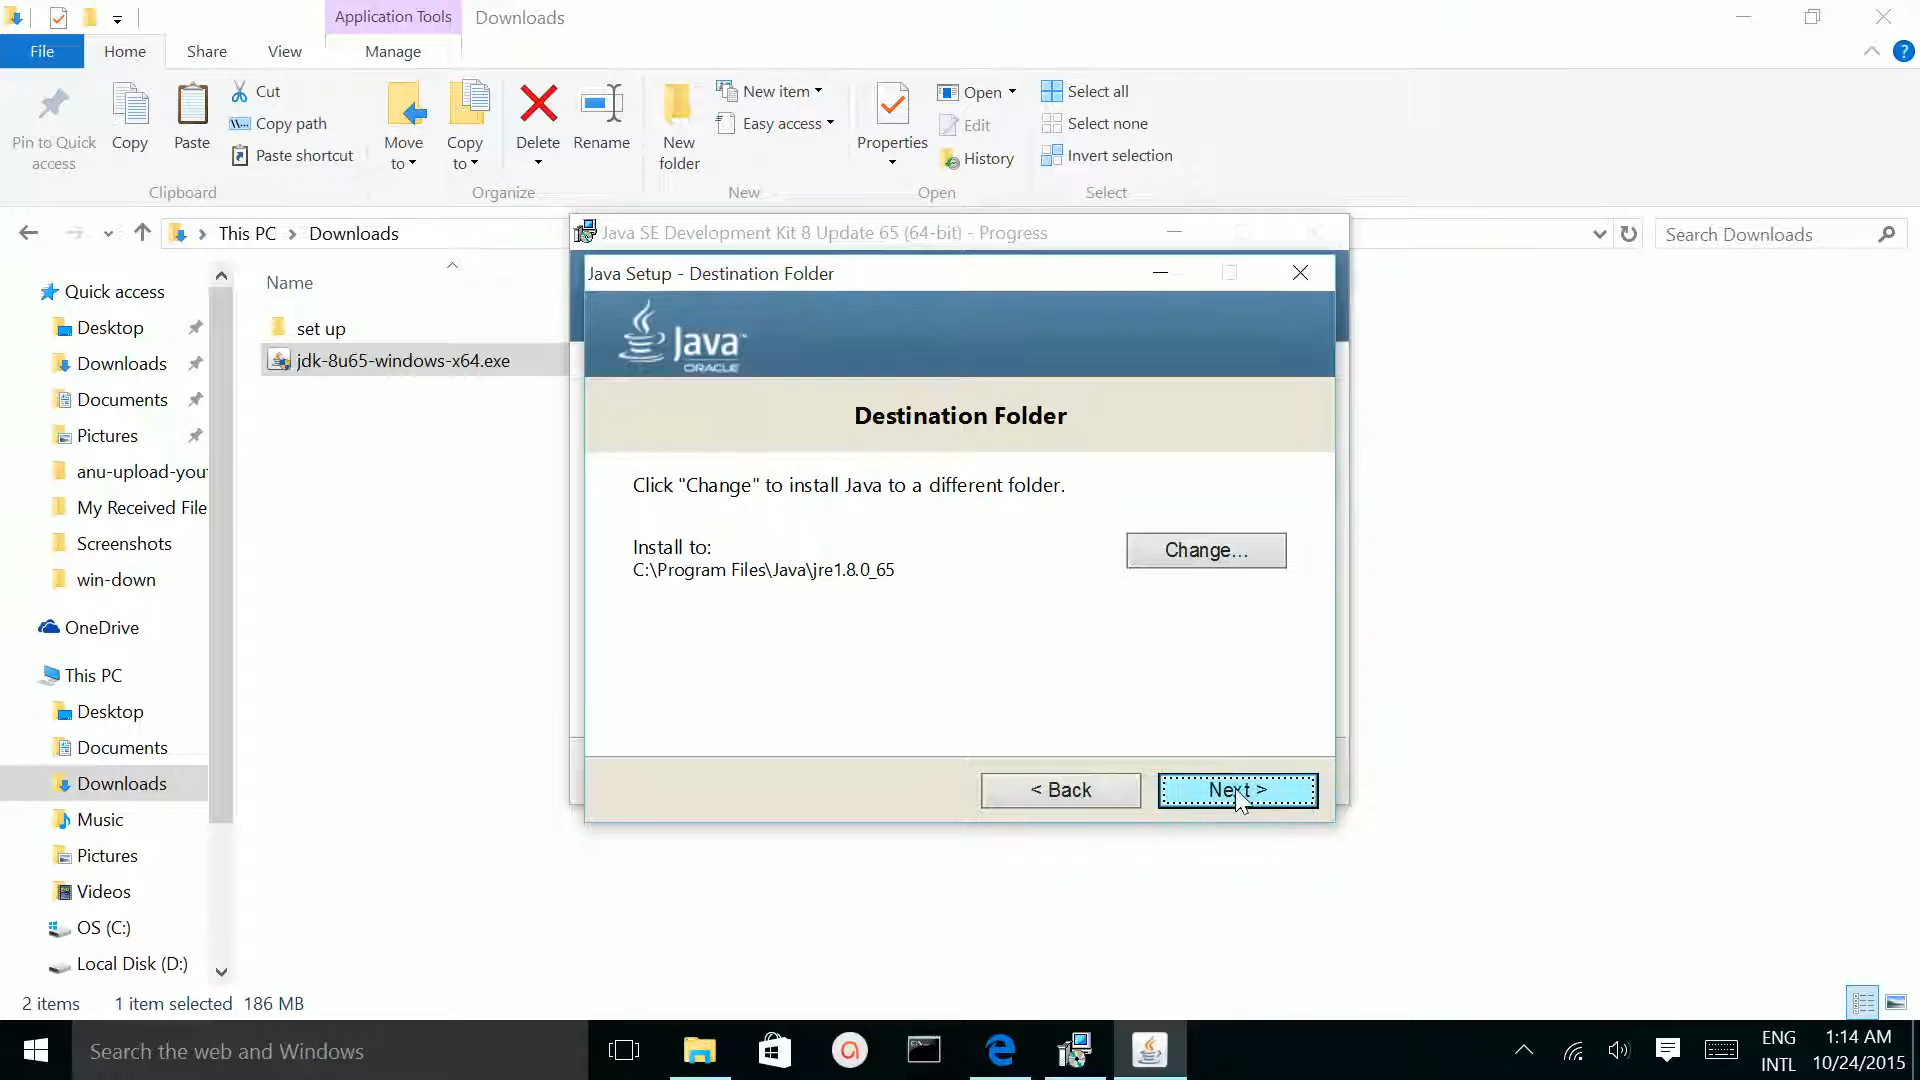 Application Tools
Downloads
File
Home
Share
View
Manage
Pin to Quick
access
Copy
Paste
Cut
Copy path
Paste shortcut
Clipboard
Move
to
Copy
to
Delete
Rename
Organize
New
folder
New item
Easy access
New
Properties
Open
Edit
History
Open
Select all
Select none
Invert selection
Select
This PC
Downloads
Search Downloads
Quick access
Desktop
Downloads
Documents
Pictures
anu-upload-you
My Received File
Screenshots
win-down
OneDrive
This PC
Desktop
Documents
Downloads
Music
Pictures
Videos
OS (C:)
Local Disk (D:)
Name
set up
jdk-8u65-windows-x64.exe
Java SE Development Kit 8 Update 65 (64-bit) - Progress
Java Setup - Destination Folder
Java™
ORACLE
Destination Folder
Click "Change" to install Java to a different folder.
Install to:
C:\Program Files\Java\jre1.8.0_65
Change...
< Back
Next >
2 items
1 item selected 186 MB
Search the web and Windows
ENG
INTL
1:14 AM
10/24/2015